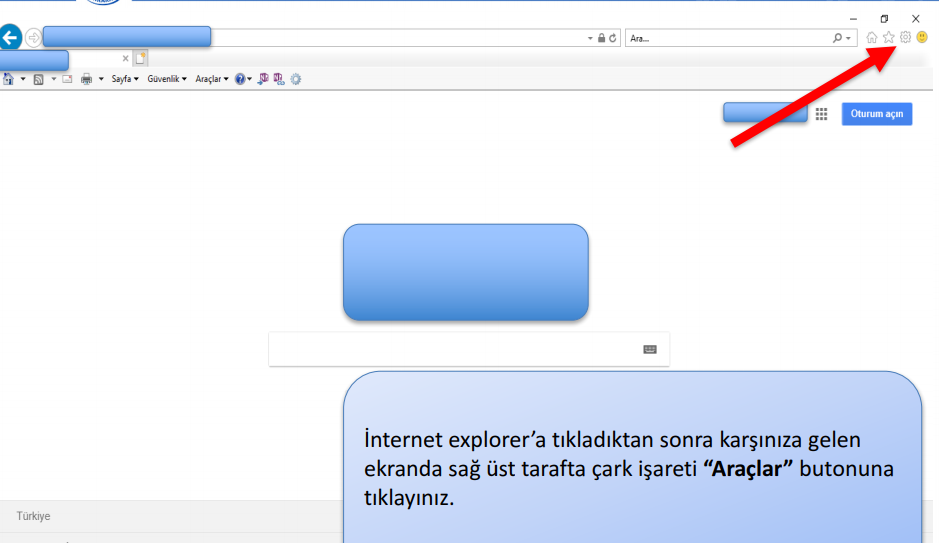 Ara...
Sayfa Güvenlik Araçlar
Oturum açın
İnternet explorer’a tıkladıktan sonra karşınıza gelen
ekranda sağ üst tarafta çark işareti “Araçlar” butonuna
tıklayınız.
Türkiye